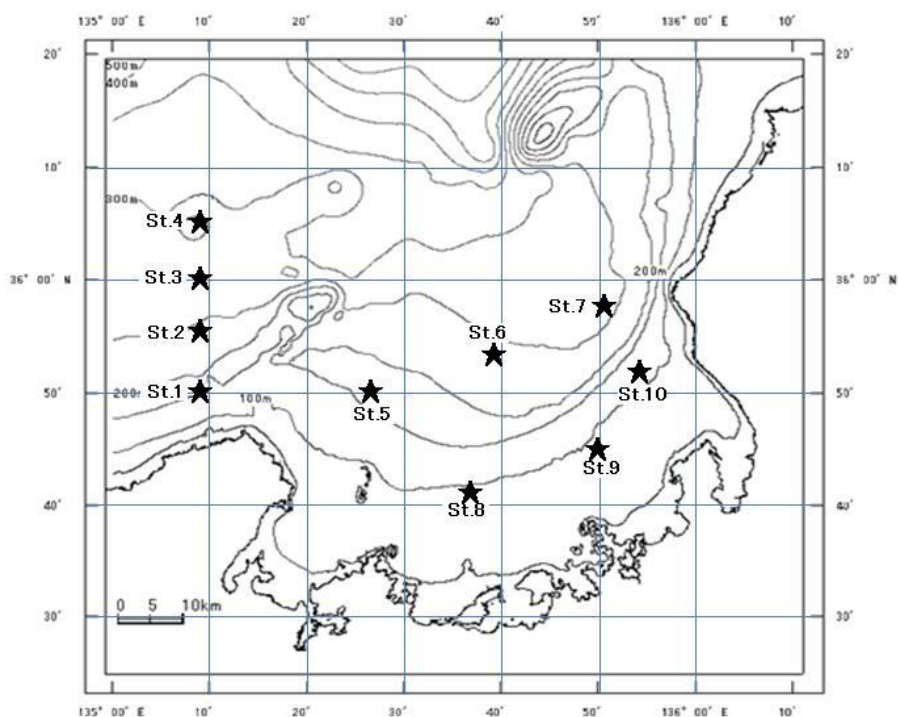 135° 00′ E 10′ 20′ 30′ 40′ 50′ 136° 00′ E 10′
20′ 20′
500m
400m
10′ 10′
300m
St.4
36° 00′ N St.3 200m 36° 00′ N
St.7
St.2 St.6
St.10
50′ 200m St.1 100m St.5 50′
St.9
St.8
40′ 40′
0 5 10km
30′ 30′
135° 00′ E 10′ 20′ 30′ 40′ 50′ 136° 00′ E 10′